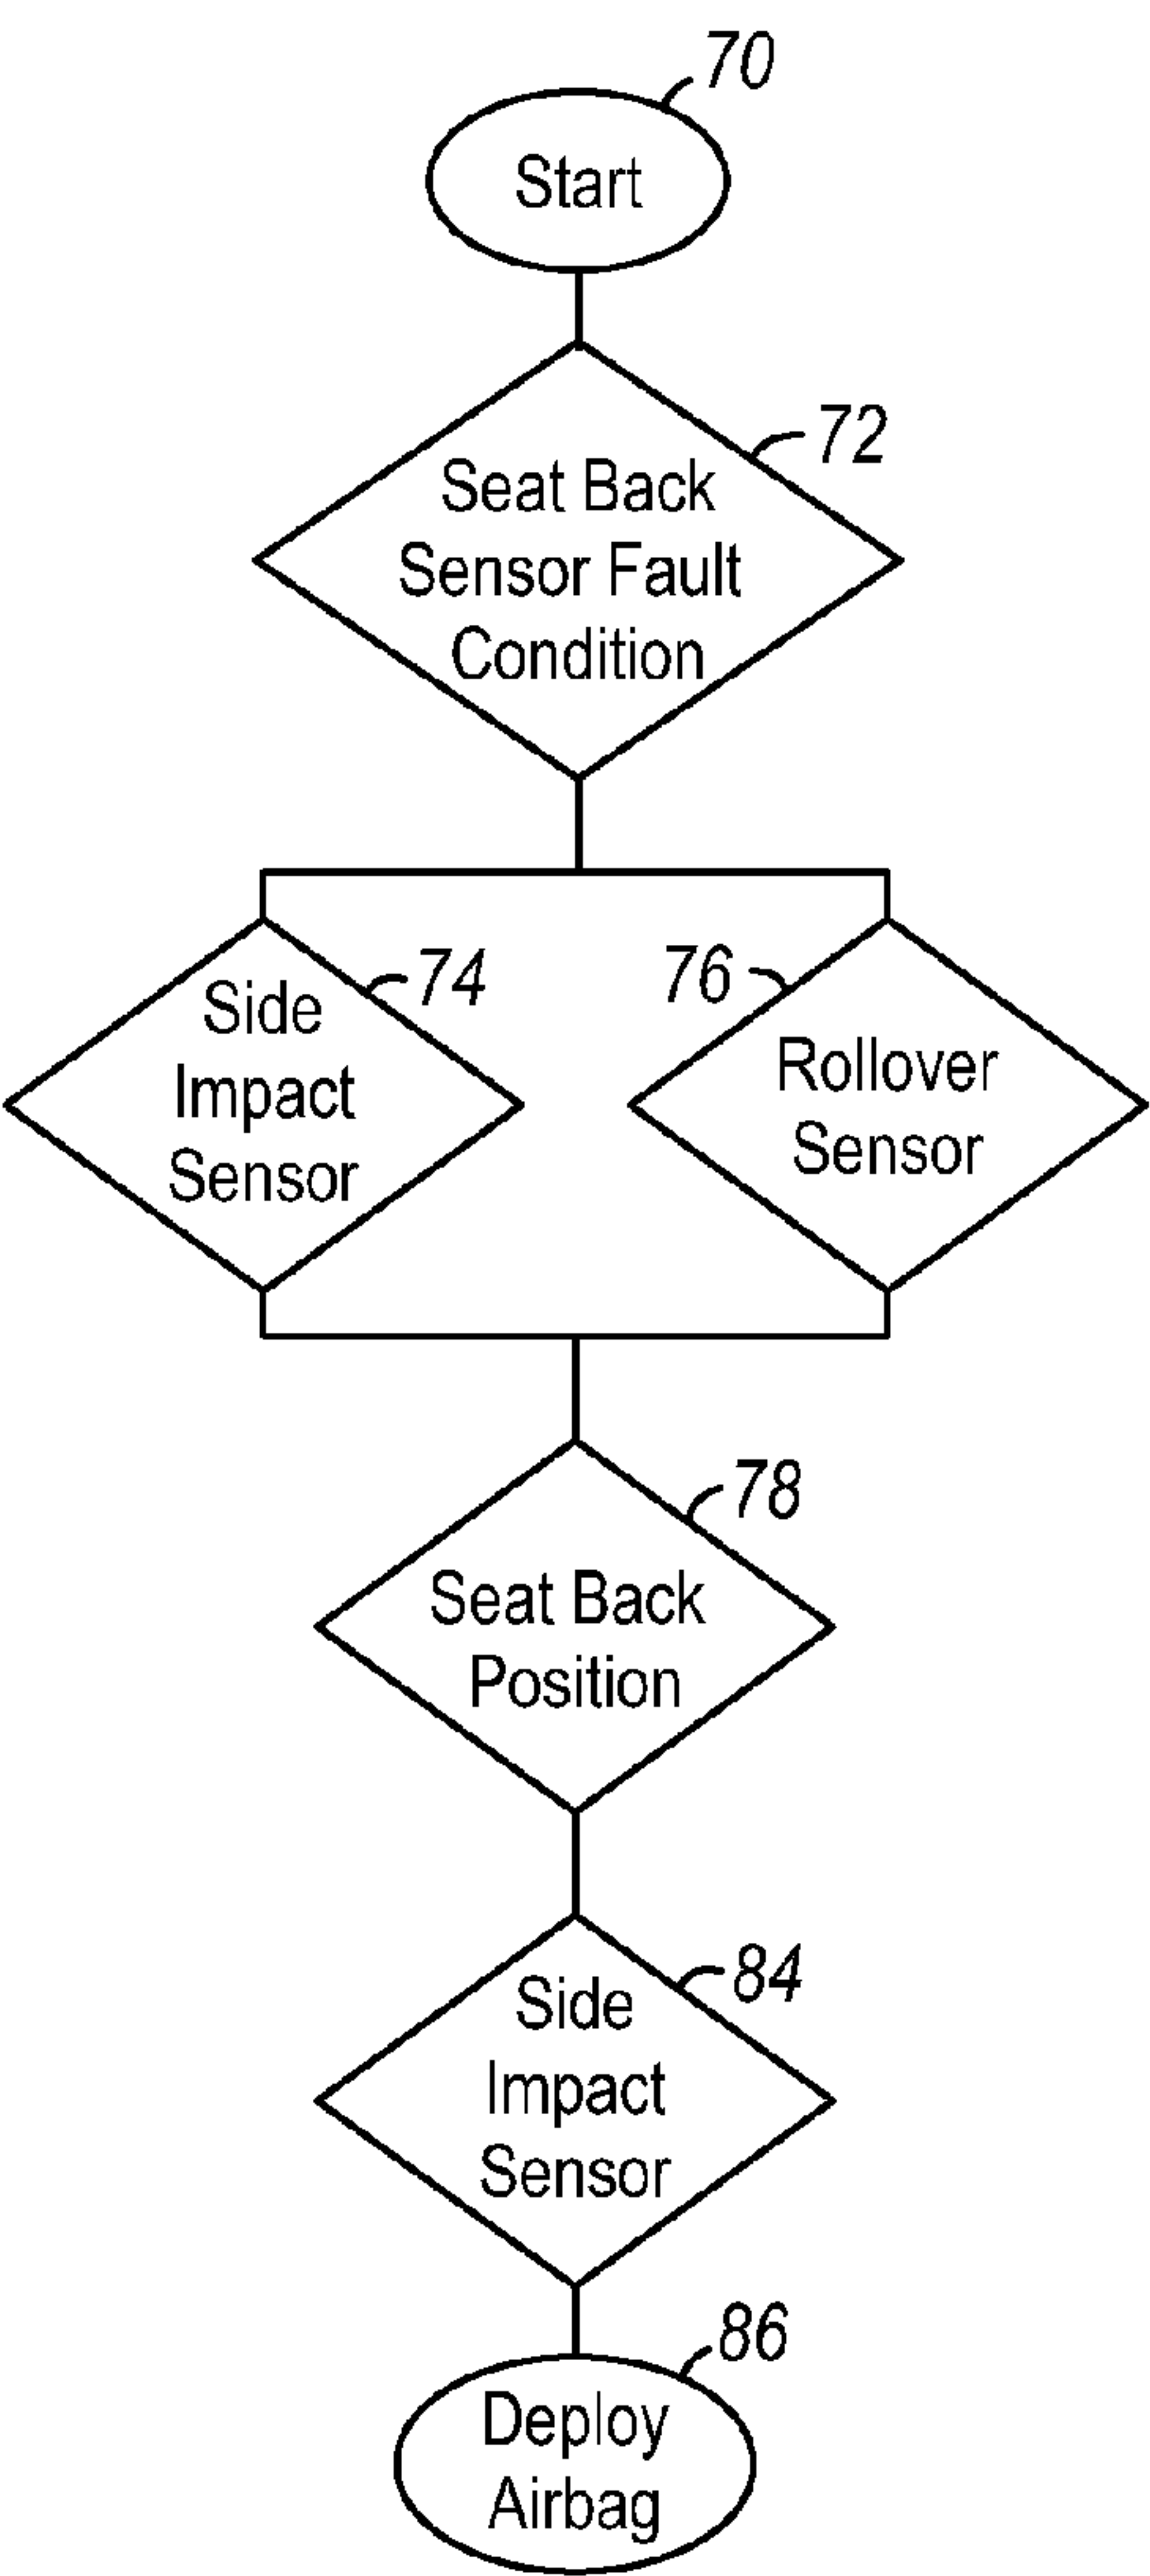 70
Start
72
Seat Back
Sensor Fault
Condition
74
Side
Impact
Sensor
76
Rollover
Sensor
78
Seat Back
Position
84
Side
Impact
Sensor
86
Deploy
Airbag